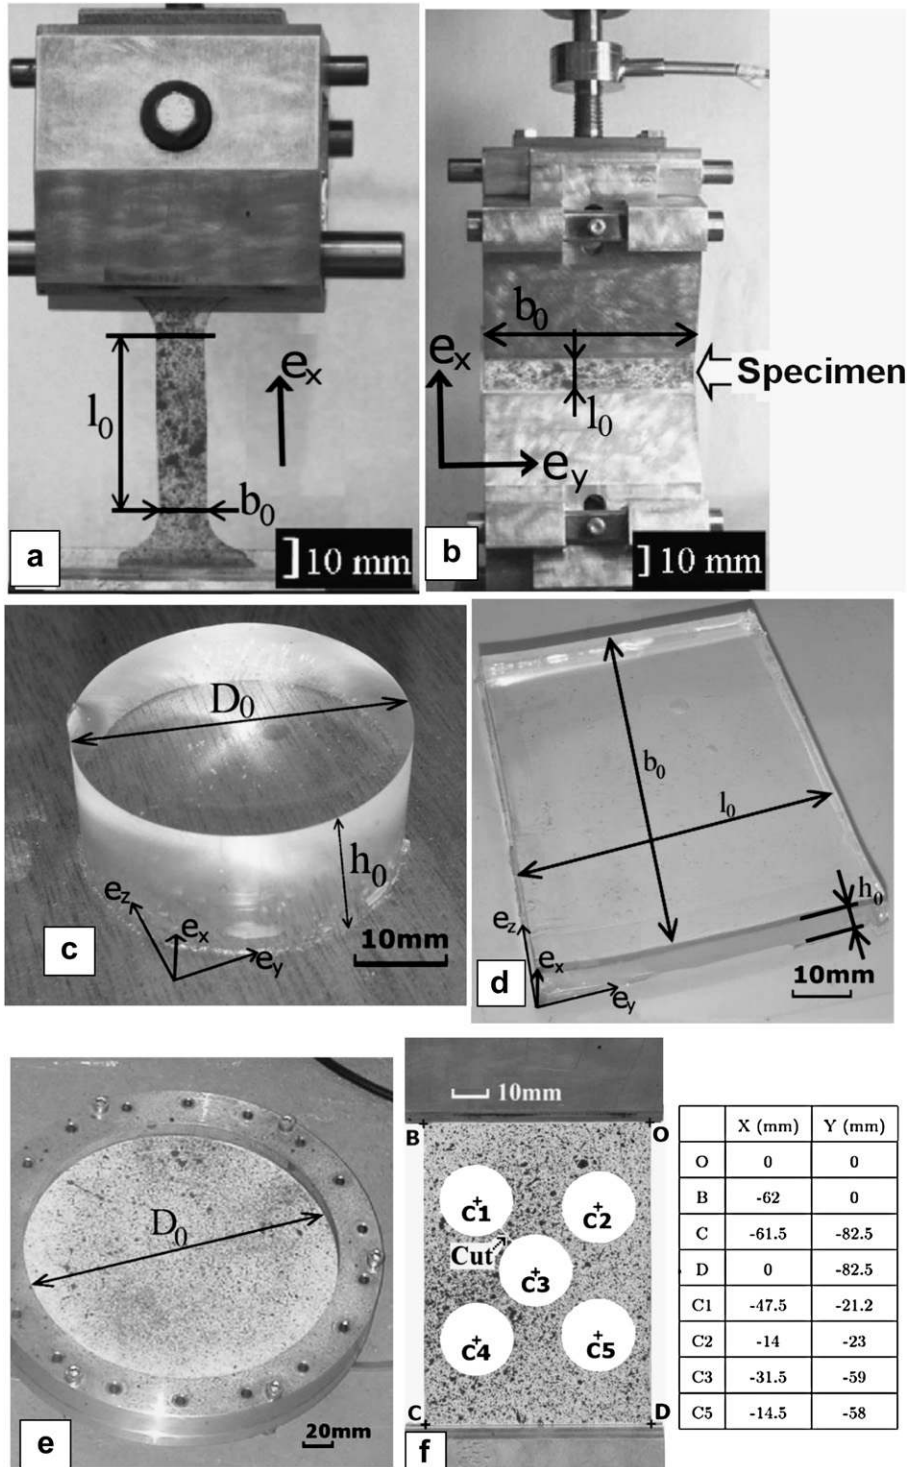 l0
ex
b0
a
10 mm
b0
ex
Specimen
l0
ey
b
10 mm
D0
h0
ez
ex
ey
c
10mm
b0
l0
h0
ez
ex
ey
d
10mm
D0
e
20mm
10mm
B
O
C1
C2
Cut
C3
C4
C5
C
D
f
X (mm) Y (mm)
O 0 0
B -62 0
C -61.5 -82.5
D 0 -82.5
C1 -47.5 -21.2
C2 -14 -23
C3 -31.5 -59
C5 -14.5 -58